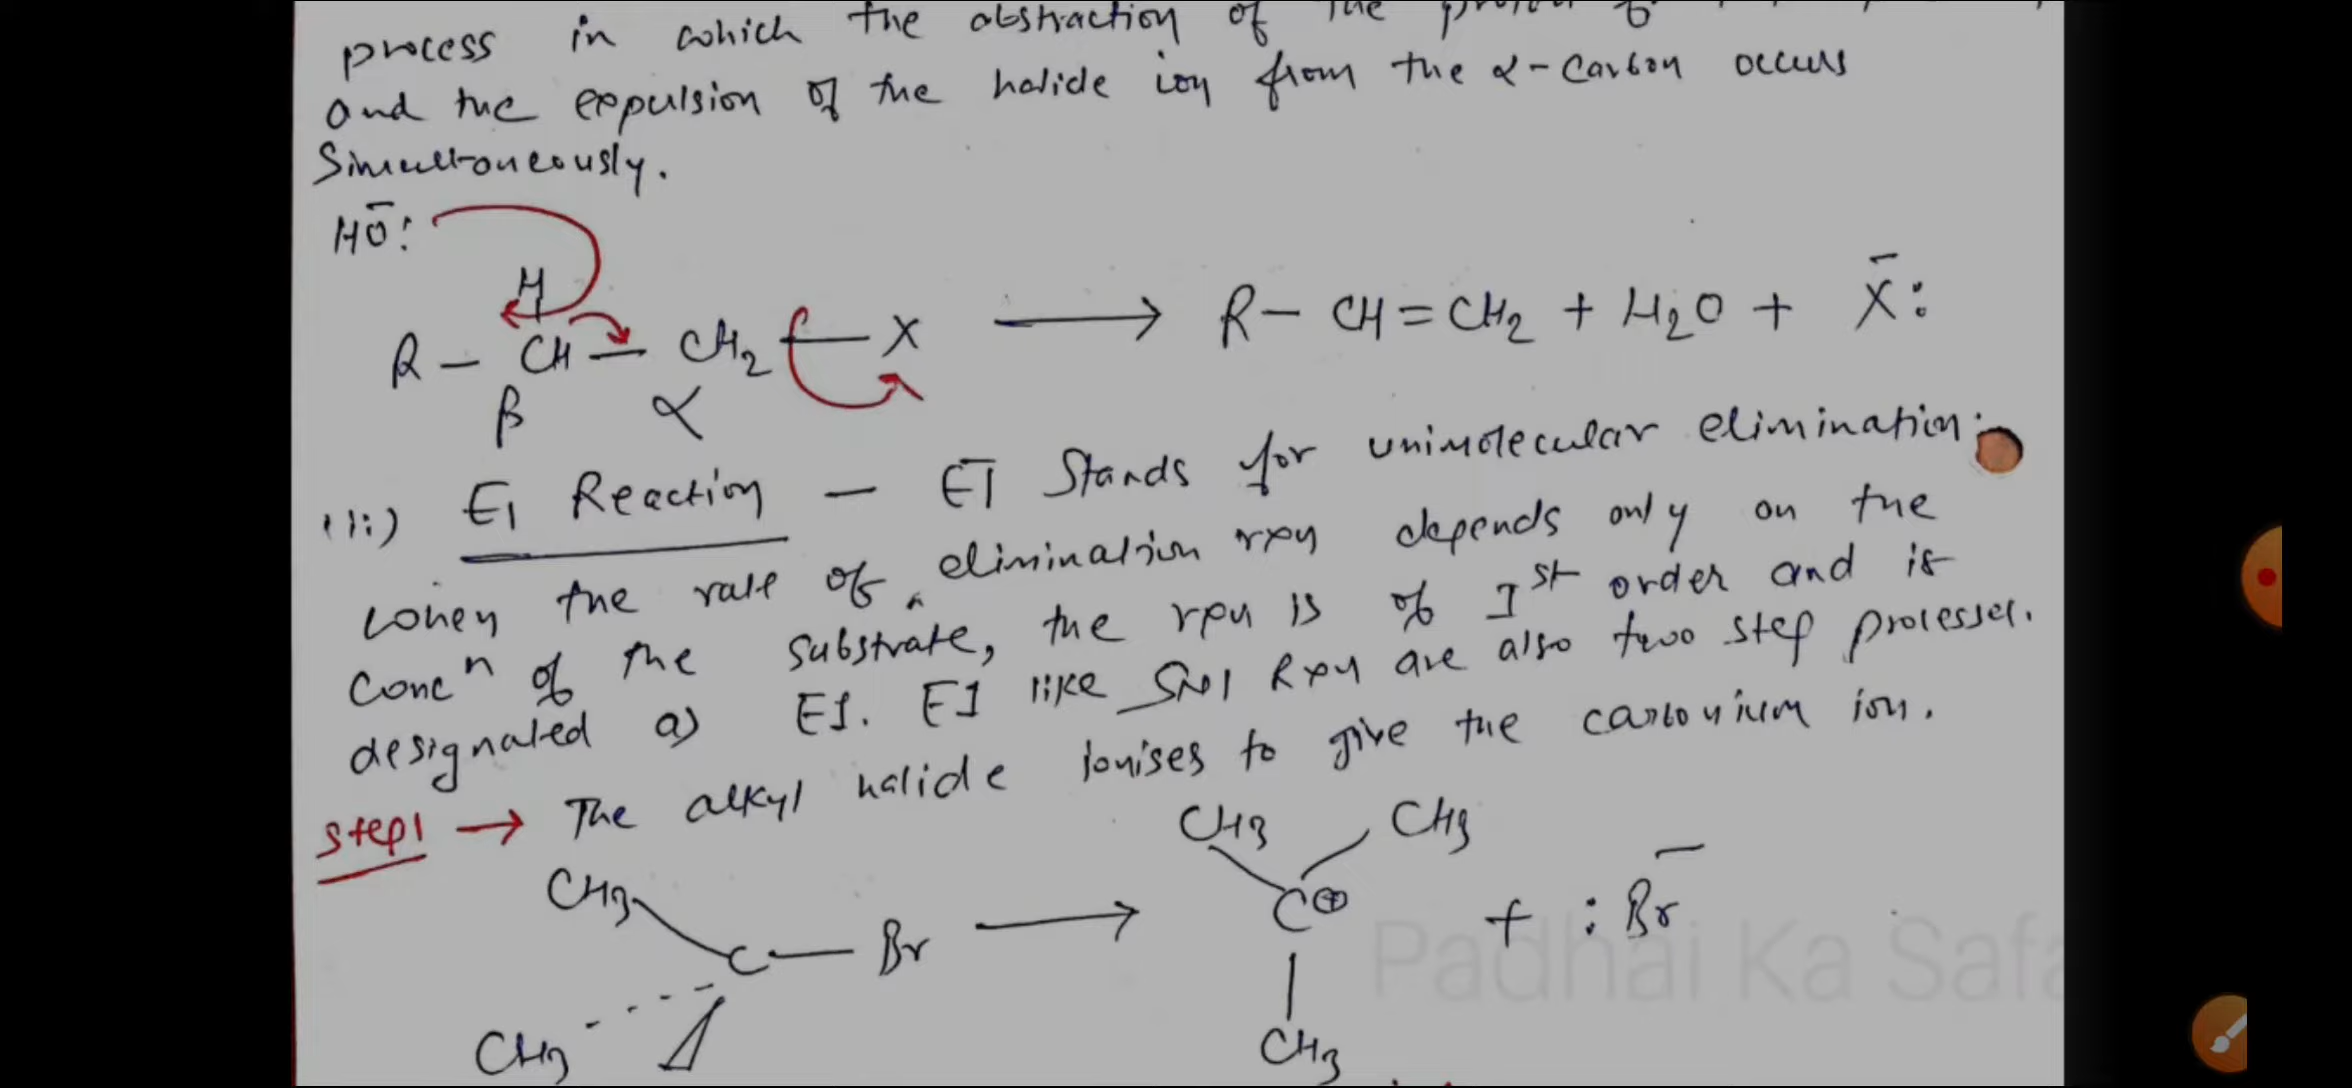 process in which the abstraction of the
and the expulsion of the halide ion from the α-carbon occurs
Simultaneously.
HŌ:
H
R - CH - CH2 - X → R - CH = CH2 + H2O + X̄:
β α
(ii) E1 Reaction - E1 Stands for unimolecular elimination.
When the rate of elimination rxn depends only on the
concn of the substrate, the rxn is of Ist order and is
designated as E1. E1 like SN1 Rxn are also two step processes.
Step1 → The alkyl halide ionises to give the carbonium ion.
CH3 CH3 CH3
C - Br → C⊕ + :B̄r
CH3 CH3
Padhai Ka Safa